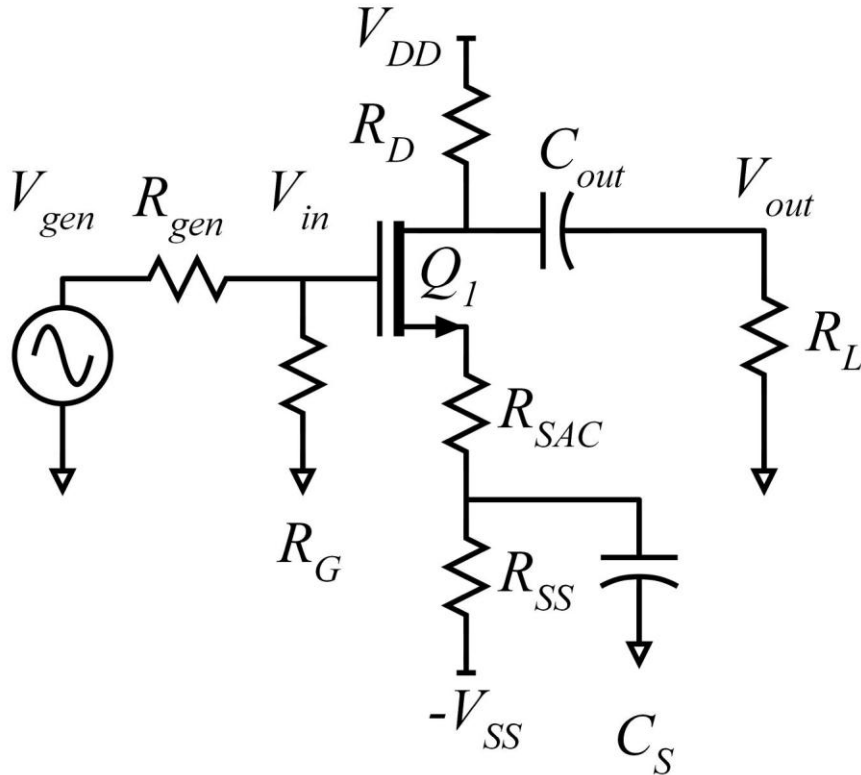 V_DD
R_D
C_out
V_gen
R_gen
V_in
V_out
Q_1
R_L
R_SAC
R_G
R_SS
-V_SS
C_S